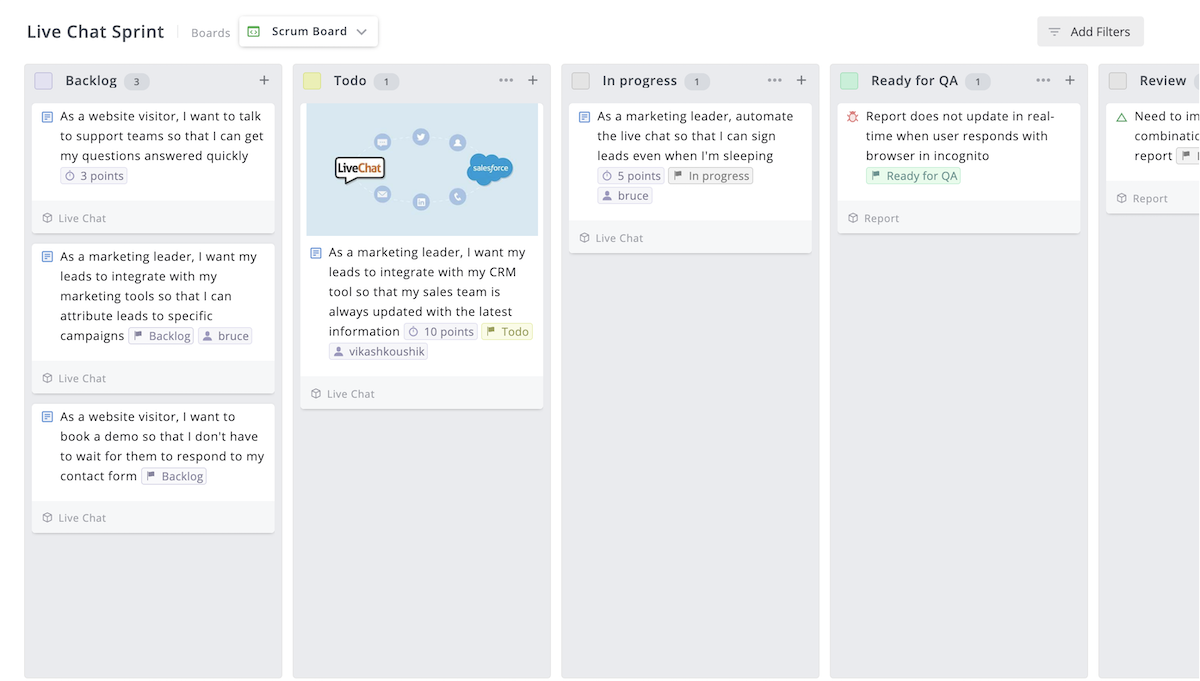 Live Chat Sprint
Boards
Scrum Board
Add Filters
Backlog 3
As a website visitor, I want to talk
to support teams so that I can get
my questions answered quickly
3 points
Live Chat
As a marketing leader, I want my
leads to integrate with my
marketing tools so that I can
attribute leads to specific
campaigns Backlog bruce
Live Chat
As a website visitor, I want to
book a demo so that I don't have
to wait for them to respond to my
contact form Backlog
Live Chat
Todo 1
LiveChat
salesforce
As a marketing leader, I want my
leads to integrate with my CRM
tool so that my sales team is
always updated with the latest
information 10 points Todo
vikashkoushik
Live Chat
In progress 1
As a marketing leader, automate
the live chat so that I can sign
leads even when I'm sleeping
5 points In progress
bruce
Live Chat
Ready for QA 1
Report does not update in real-
time when user responds with
browser in incognito
Ready for QA
Report
Review
Need to im
combinatio
report
Report